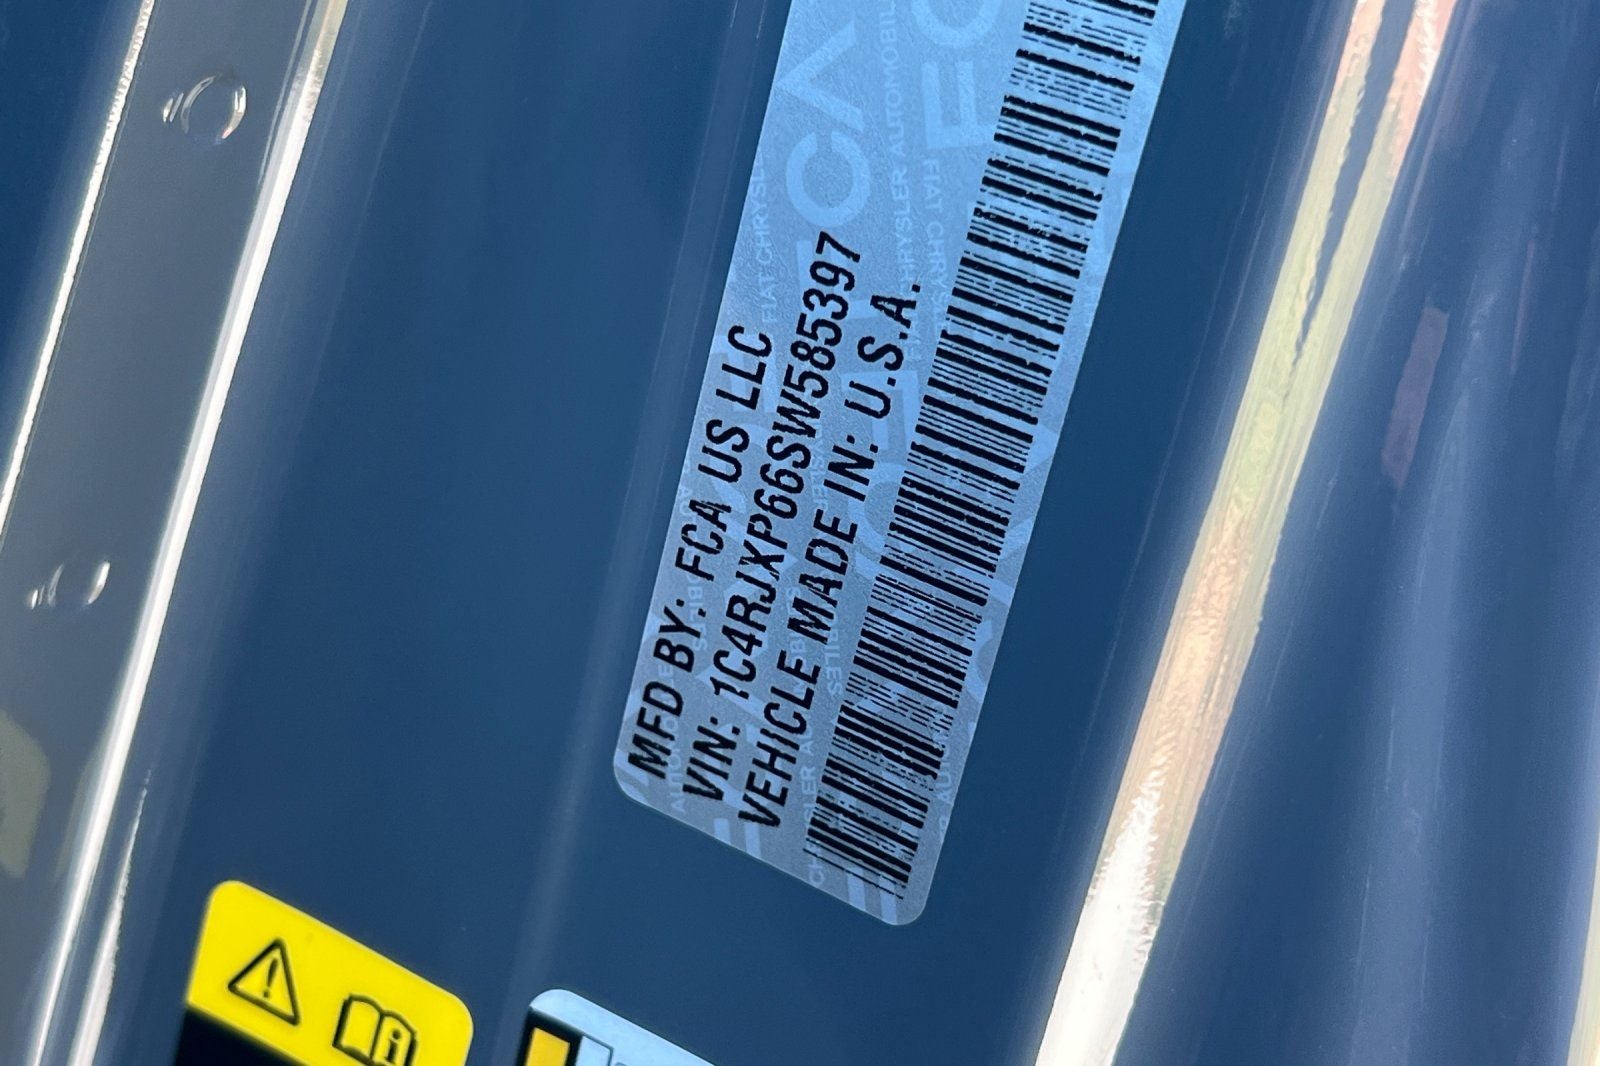 MFD BY: FCA US LLC
VIN: 1C4RJXP66SW585397
VEHICLE MADE IN: U.S.A.